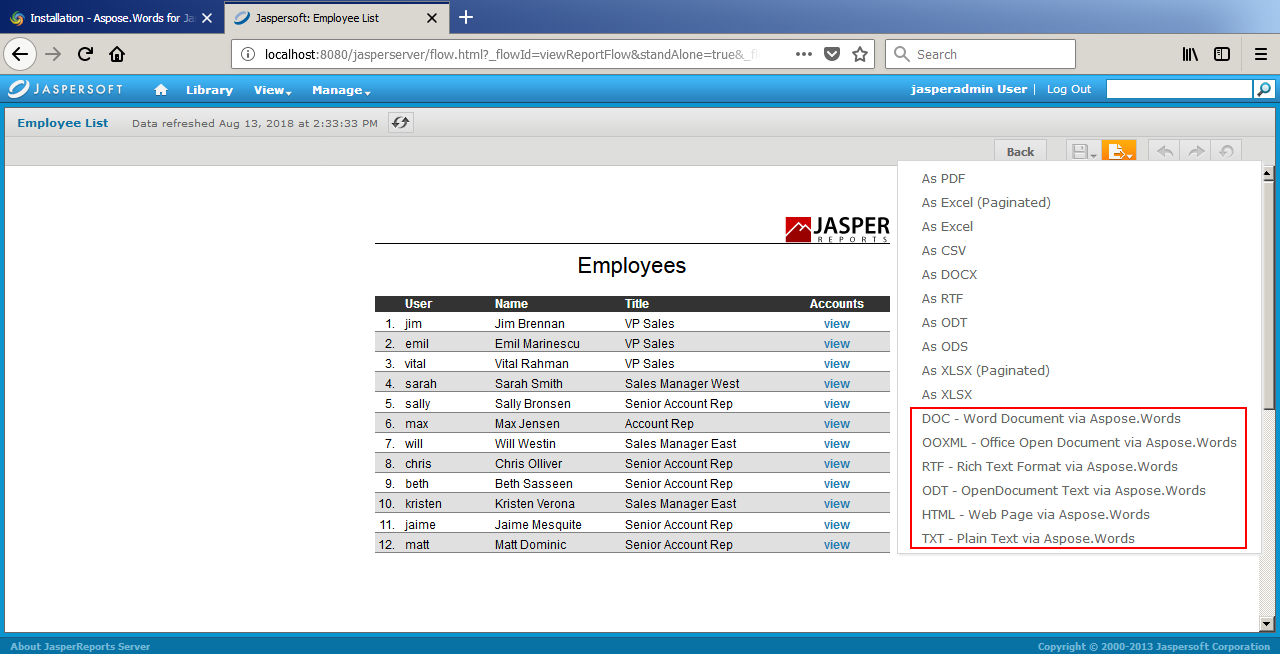 Installation - Aspose.Words for Ja
Jaspersoft: Employee List
localhost:8080/jasperserver/flow.html?_flowId=viewReportFlow&standAlone=true&_fl
Search
JASPERSOFT Library View Manage jasperadmin User | Log Out
Employee List Data refreshed Aug 13, 2018 at 2:33:33 PM
Back
As PDF
As Excel (Paginated)
As Excel
As CSV
As DOCX
As RTF
As ODT
As ODS
As XLSX (Paginated)
As XLSX
DOC - Word Document via Aspose.Words
OOXML - Office Open Document via Aspose.Words
RTF - Rich Text Format via Aspose.Words
ODT - OpenDocument Text via Aspose.Words
HTML - Web Page via Aspose.Words
TXT - Plain Text via Aspose.Words
JASPER
REPORTS
Employees
User Name Title Accounts
1. jim Jim Brennan VP Sales view
2. emil Emil Marinescu VP Sales view
3. vital Vital Rahman VP Sales view
4. sarah Sarah Smith Sales Manager West view
5. sally Sally Bronsen Senior Account Rep view
6. max Max Jensen Account Rep view
7. will Will Westin Sales Manager East view
8. chris Chris Olliver Senior Account Rep view
9. beth Beth Sasseen Senior Account Rep view
10. kristen Kristen Verona Sales Manager East view
11. jaime Jaime Mesquite Senior Account Rep view
12. matt Matt Dominic Senior Account Rep view
About JasperReports Server
Copyright © 2000-2013 Jaspersoft Corporation